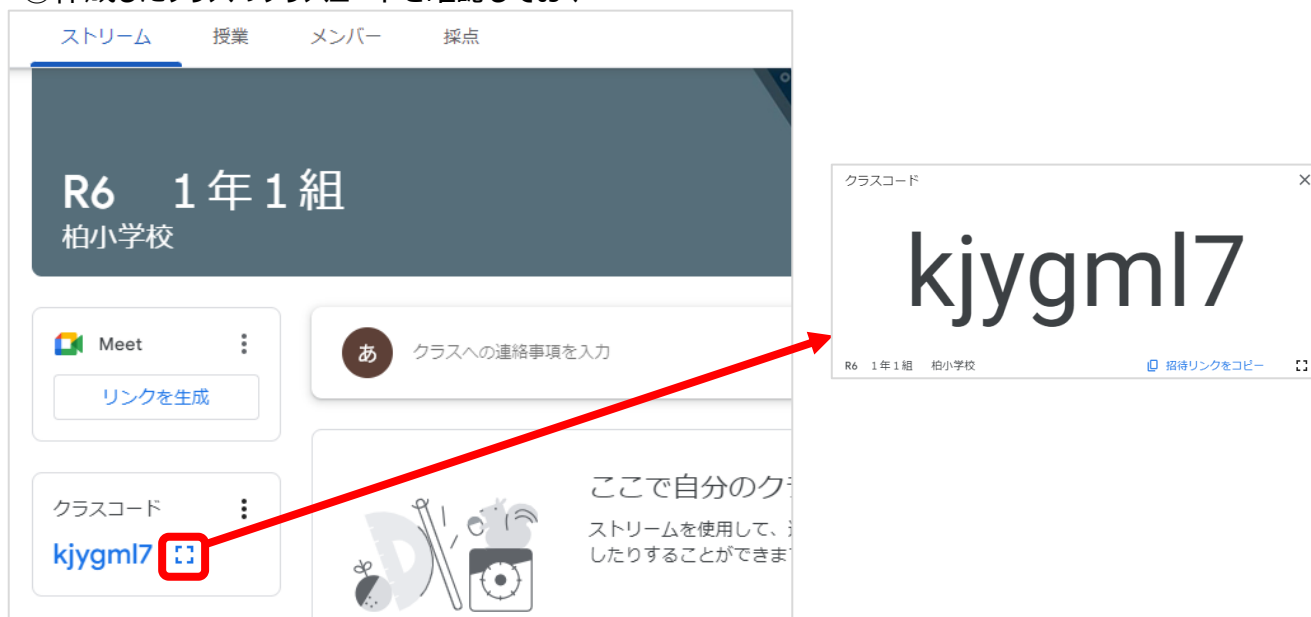 ストリーム 授業 メンバー 採点
R6 1年1組
柏小学校
Meet
リンクを生成
あ クラスへの連絡事項を入力
クラスコード
kjygml7
ここで自分のク
ストリームを使用して、
したりすることができま
クラスコード
kjygml7
R6 1年1組 柏小学校 招待リンクをコピー